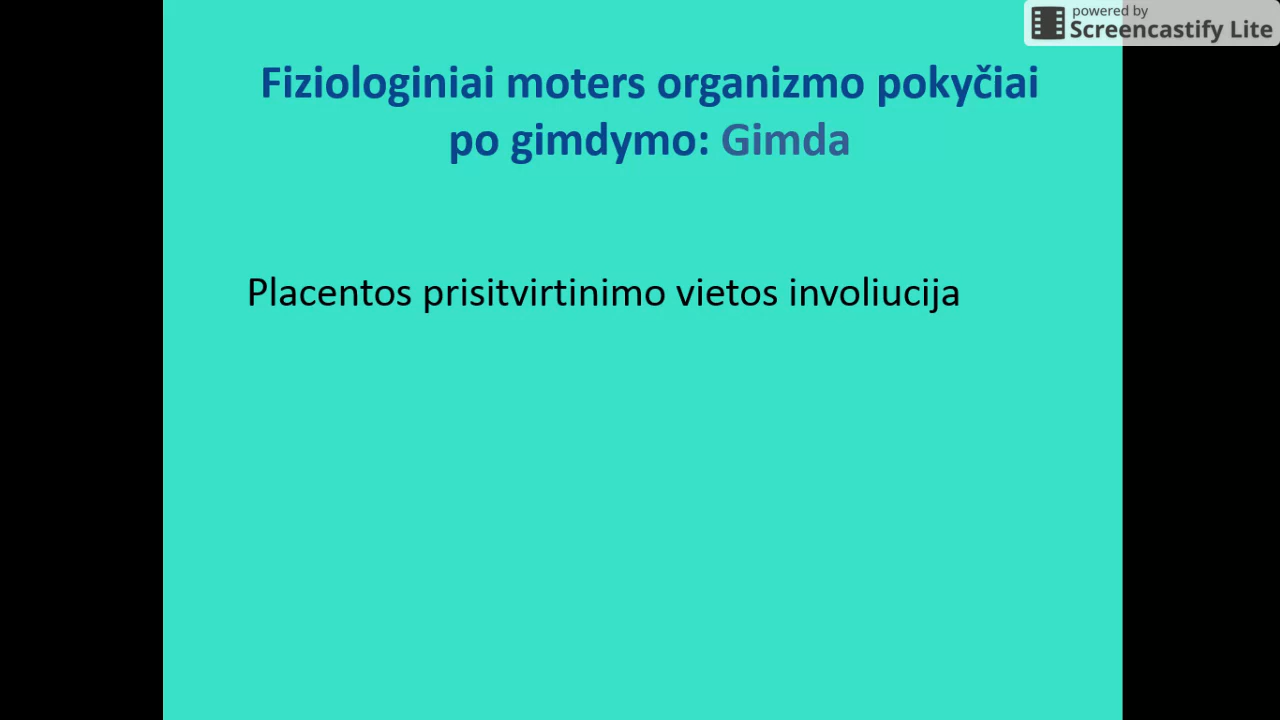 powered by
Screencastify Lite
Fiziologiniai moters organizmo pokyčiai
po gimdymo: Gimda
Placentos prisitvirtinimo vietos involiucija